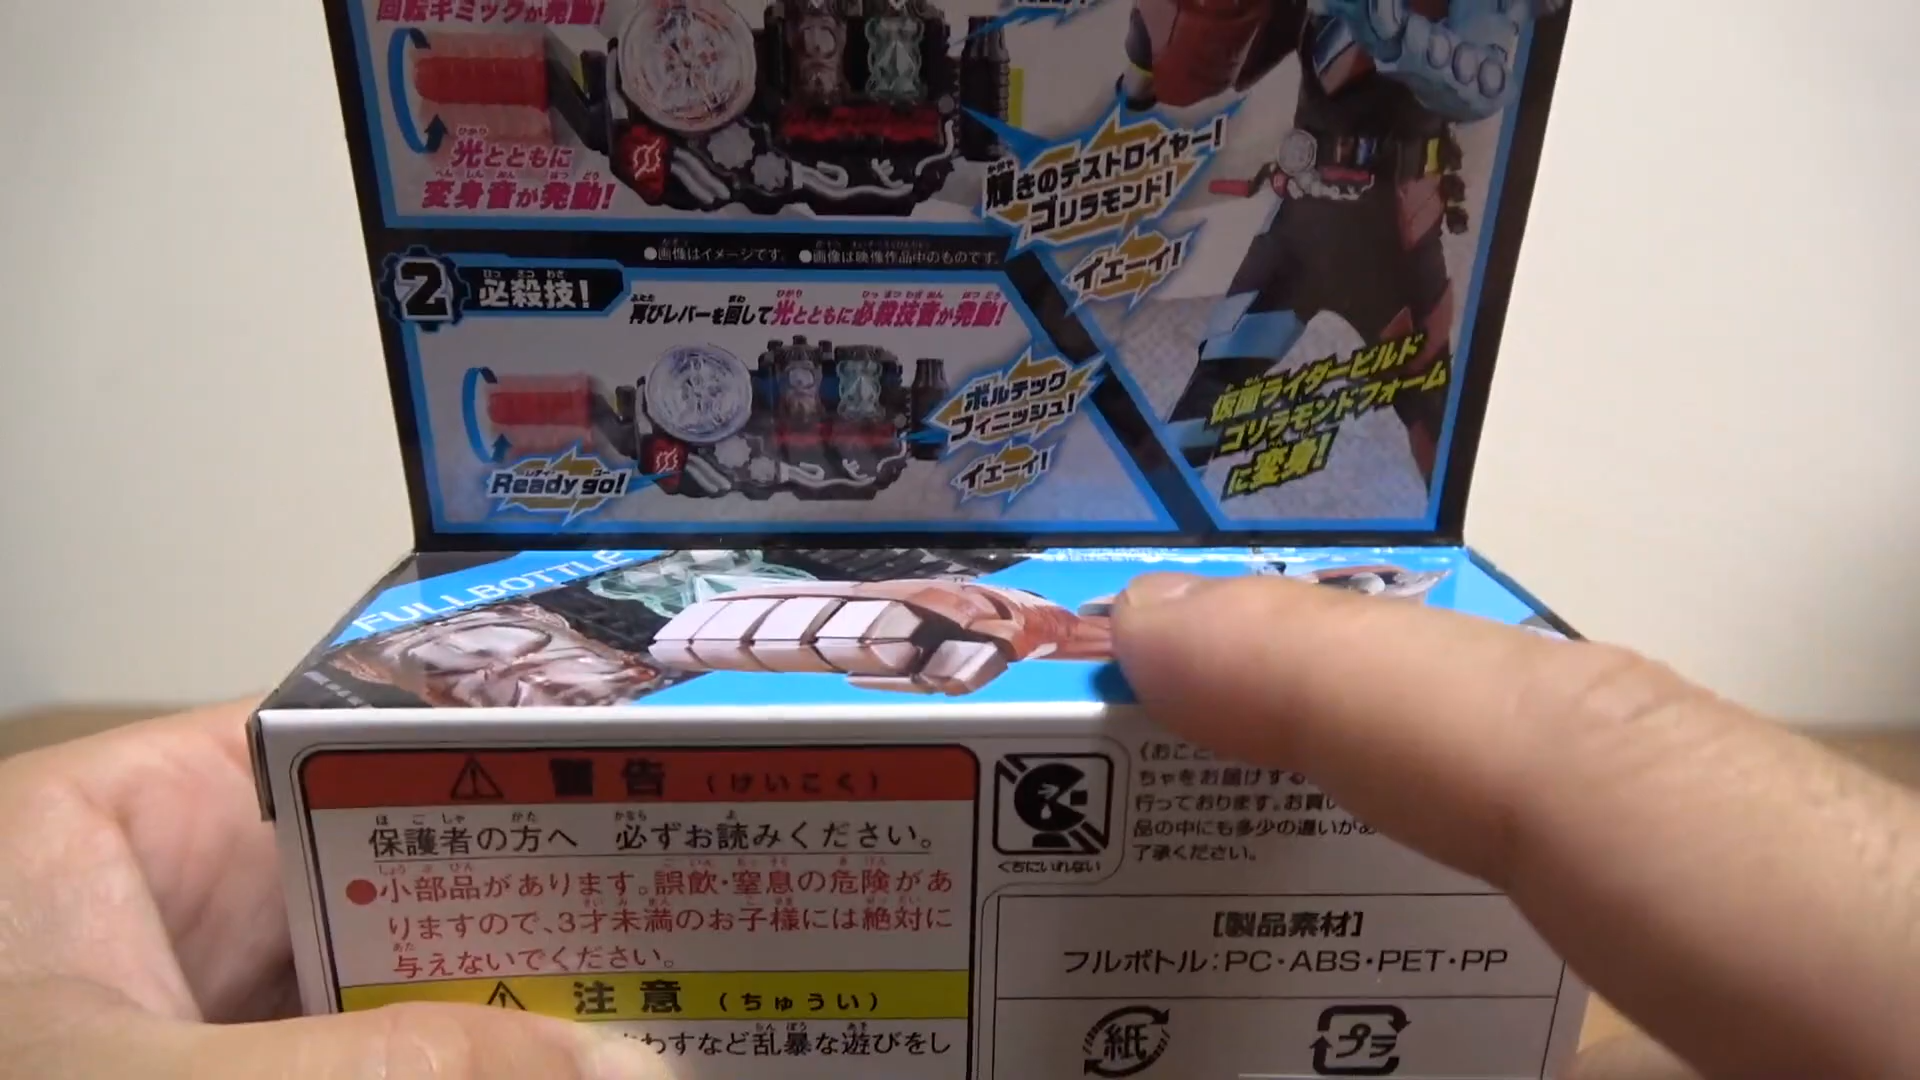 回転ギミックが発動!
光とともに
変身音が発動!
輝きのデストロイヤー!
ゴリラモンド!
イエーイ!
●画像はイメージです。 ●画像は映像作品中のものです。
2 必殺技!
再びレバーを回して光とともに必殺技音が発動!
ボルテック
フィニッシュ!
イエーイ!
Ready go!
仮面ライダービルド
ゴリラモンドフォーム
に変身!
FULLBOTTLE
警告(けいこく)
保護者の方へ 必ずお読みください。
●小部品があります。誤飲・窒息の危険があ
りますので、3才未満のお子様には絶対に
与えないでください。
注意(ちゅうい)
わすなど乱暴な遊びをし
くちにいれない
ちゃをお届けする
行っております。お買い
品の中にも多少の違いがあ
了承ください。
[製品素材]
フルボトル:PC・ABS・PET・PP
紙
プラ